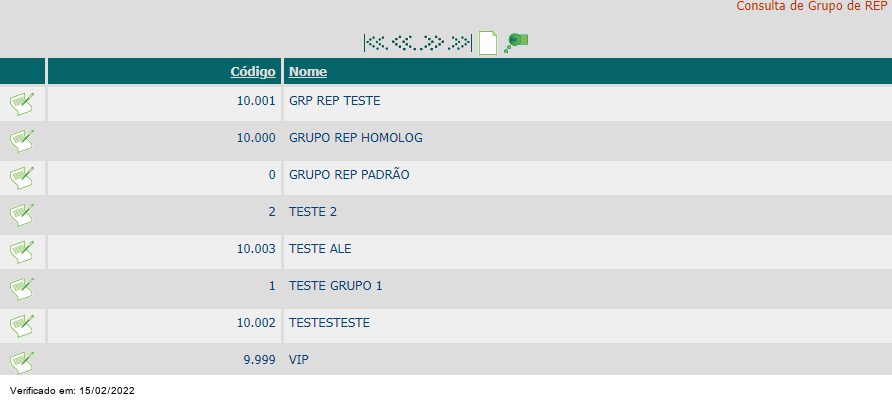 Consulta de Grupo de REP
Código Nome
10.001 GRP REP TESTE
10.000 GRUPO REP HOMOLOG
0 GRUPO REP PADRÃO
2 TESTE 2
10.003 TESTE ALE
1 TESTE GRUPO 1
10.002 TESTESTESTE
9.999 VIP
Verificado em: 15/02/2022